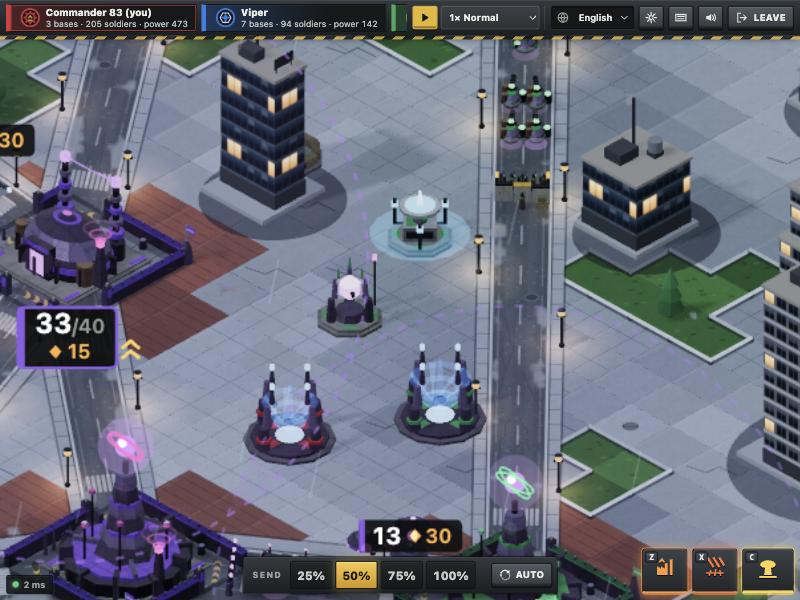 Commander 83 (you)
3 bases · 205 soldiers · power 473
Viper
7 bases · 94 soldiers · power 142
1x Normal
English
LEAVE
30
33/40
15
13 30
SEND 25% 50% 75% 100% AUTO
Z X C
2 ms